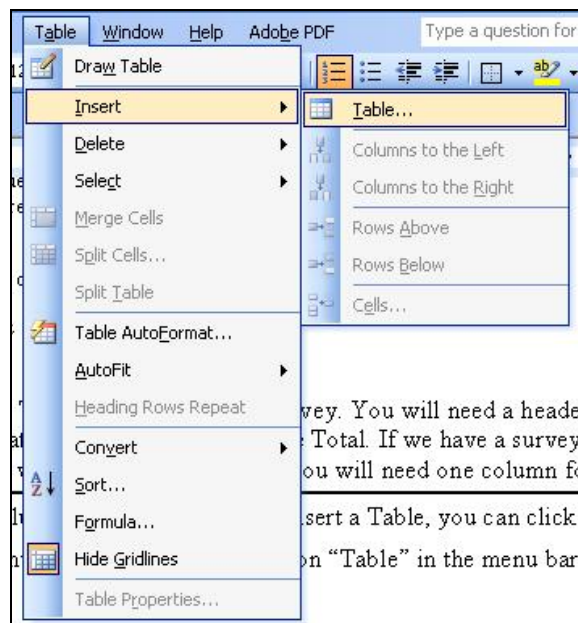 Table Window Help Adobe PDF Type a question for
Draw Table
Insert
Delete
Select
Merge Cells
Split Cells...
Split Table
Table AutoFormat...
AutoFit
Heading Rows Repeat
Convert
Sort...
Formula...
Hide Gridlines
Table Properties...
Table...
Columns to the Left
Columns to the Right
Rows Above
Rows Below
Cells...
vey. You will need a heade
Total. If we have a survey
ou will need one column fo
sert a Table, you can click
on “Table” in the menu bar